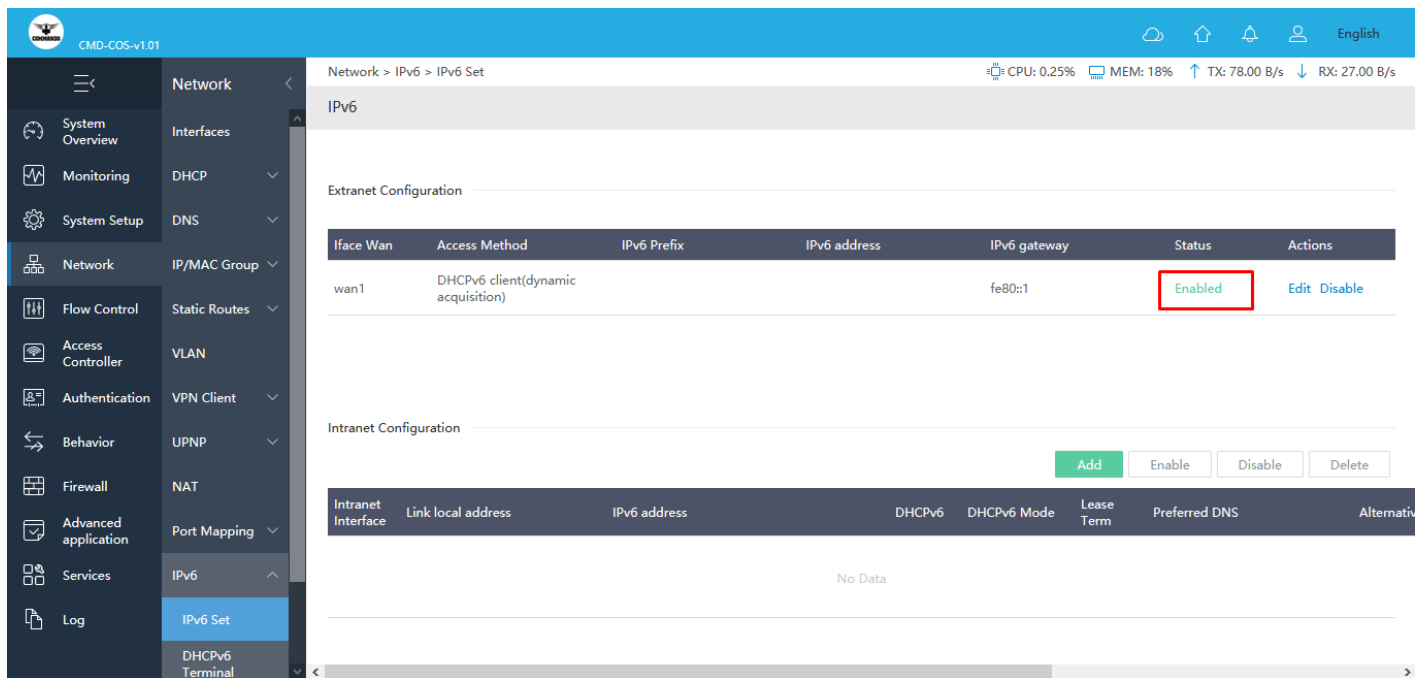 COMMANDO
CMD-COS-v1.01
English
Network > IPv6 > IPv6 Set
CPU: 0.25%
MEM: 18%
TX: 78.00 B/s
RX: 27.00 B/s
System
Overview
Monitoring
System Setup
Network
Flow Control
Access
Controller
Authentication
Behavior
Firewall
Advanced
application
Services
Log
Network
Interfaces
DHCP
DNS
IP/MAC Group
Static Routes
VLAN
VPN Client
UPNP
NAT
Port Mapping
IPv6
IPv6 Set
DHCPv6
Terminal
IPv6
Extranet Configuration
Iface Wan Access Method IPv6 Prefix IPv6 address IPv6 gateway Status Actions
wan1 DHCPv6 client(dynamic
acquisition) fe80::1 Enabled Edit Disable
Intranet Configuration
Add Enable Disable Delete
Intranet
Interface Link local address IPv6 address DHCPv6 DHCPv6 Mode Lease
Term Preferred DNS Alternativ
No Data